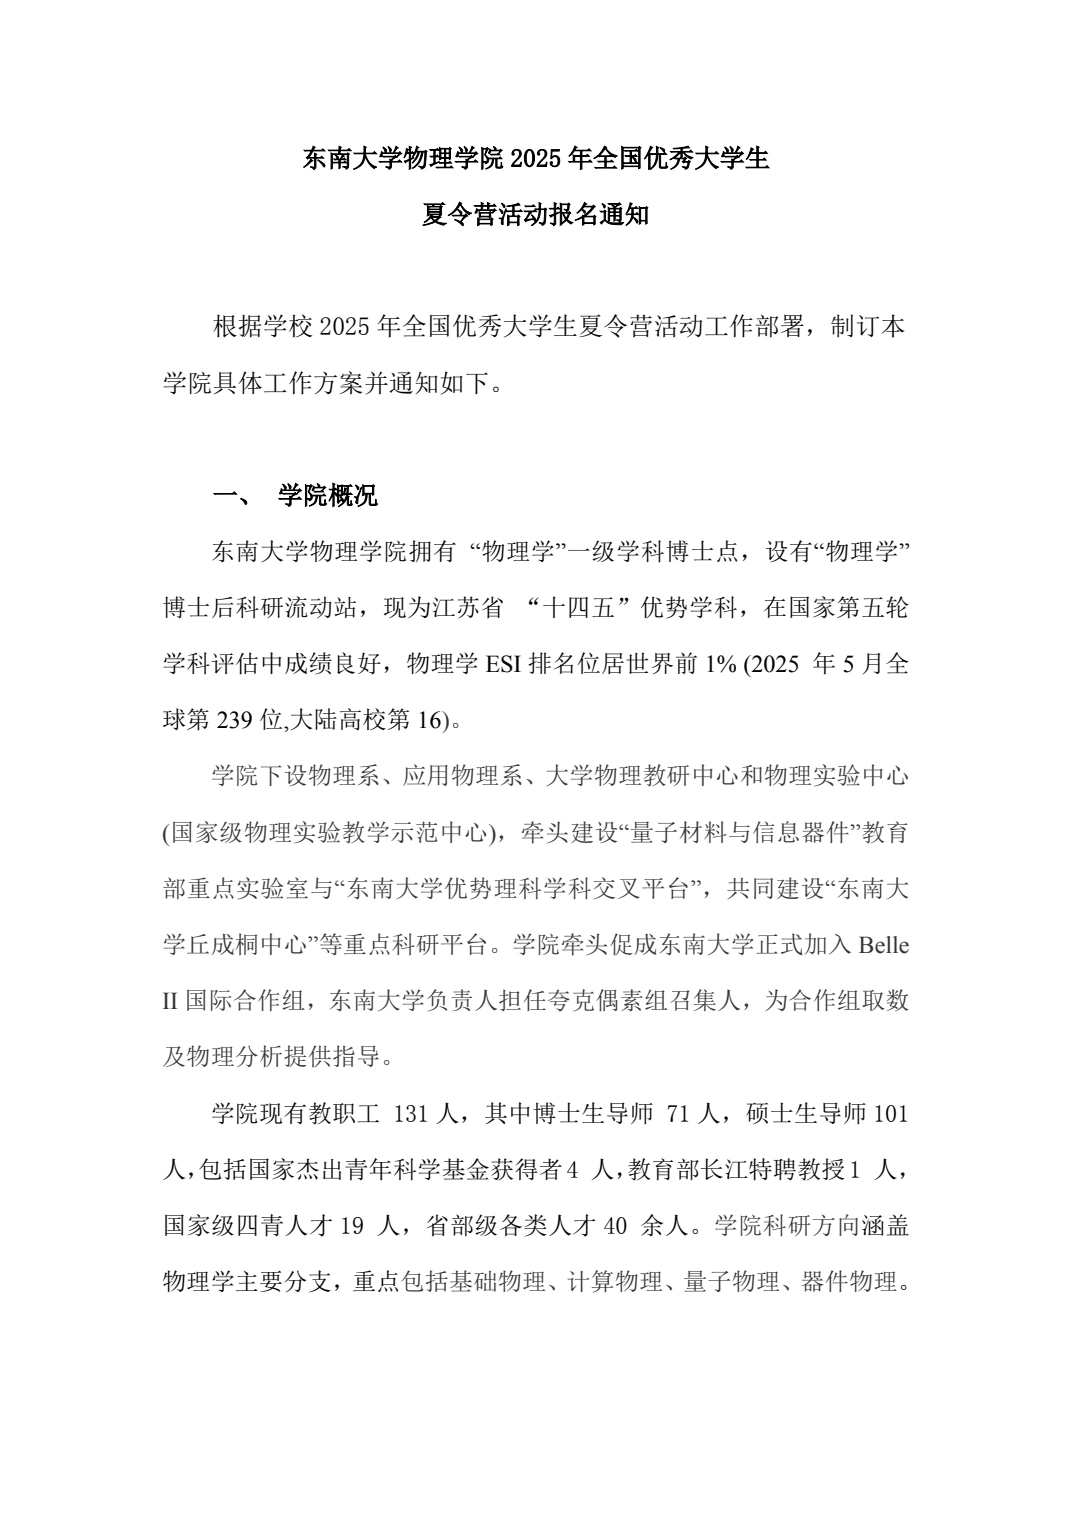 东南大学物理学院 2025 年全国优秀大学生
夏令营活动报名通知
根据学校 2025 年全国优秀大学生夏令营活动工作部署，制订本
学院具体工作方案并通知如下。
一、 学院概况
东南大学物理学院拥有 “物理学”一级学科博士点，设有“物理学”
博士后科研流动站，现为江苏省 “十四五”优势学科，在国家第五轮
学科评估中成绩良好，物理学 ESI 排名位居世界前 1% (2025 年 5 月全
球第 239 位,大陆高校第 16)。
学院下设物理系、应用物理系、大学物理教研中心和物理实验中心
(国家级物理实验教学示范中心)，牵头建设“量子材料与信息器件”教育
部重点实验室与“东南大学优势理科学科交叉平台”，共同建设“东南大
学丘成桐中心”等重点科研平台。学院牵头促成东南大学正式加入 Belle
II 国际合作组，东南大学负责人担任夸克偶素组召集人，为合作组取数
及物理分析提供指导。
学院现有教职工 131 人，其中博士生导师 71 人，硕士生导师 101
人，包括国家杰出青年科学基金获得者 4 人，教育部长江特聘教授 1 人，
国家级四青人才 19 人，省部级各类人才 40 余人。学院科研方向涵盖
物理学主要分支，重点包括基础物理、计算物理、量子物理、器件物理。